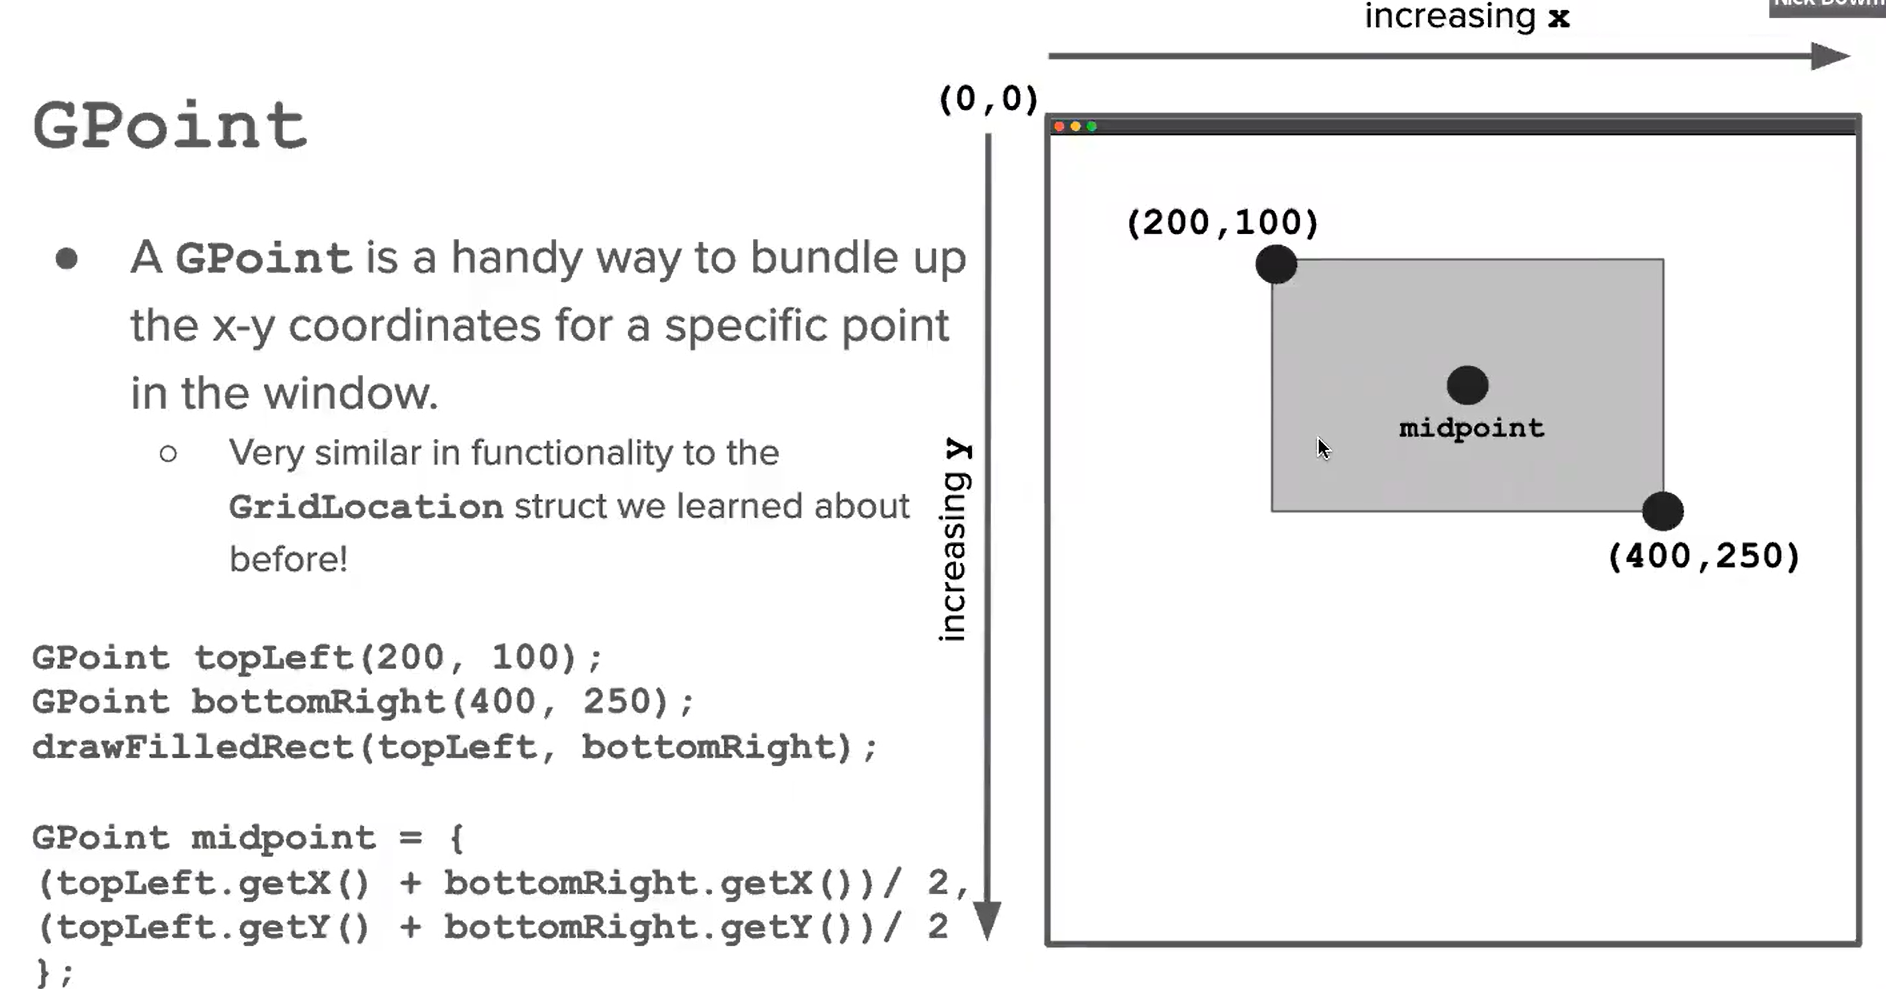 increasing x
(0,0)
GPoint
● A GPoint is a handy way to bundle up
the x-y coordinates for a specific point
in the window.
○ Very similar in functionality to the
GridLocation struct we learned about
before!
GPoint topLeft(200, 100);
GPoint bottomRight(400, 250);
drawFilledRect(topLeft, bottomRight);
GPoint midpoint = {
(topLeft.getX() + bottomRight.getX())/ 2,
(topLeft.getY() + bottomRight.getY())/ 2
};
increasing y
(200,100)
midpoint
(400,250)